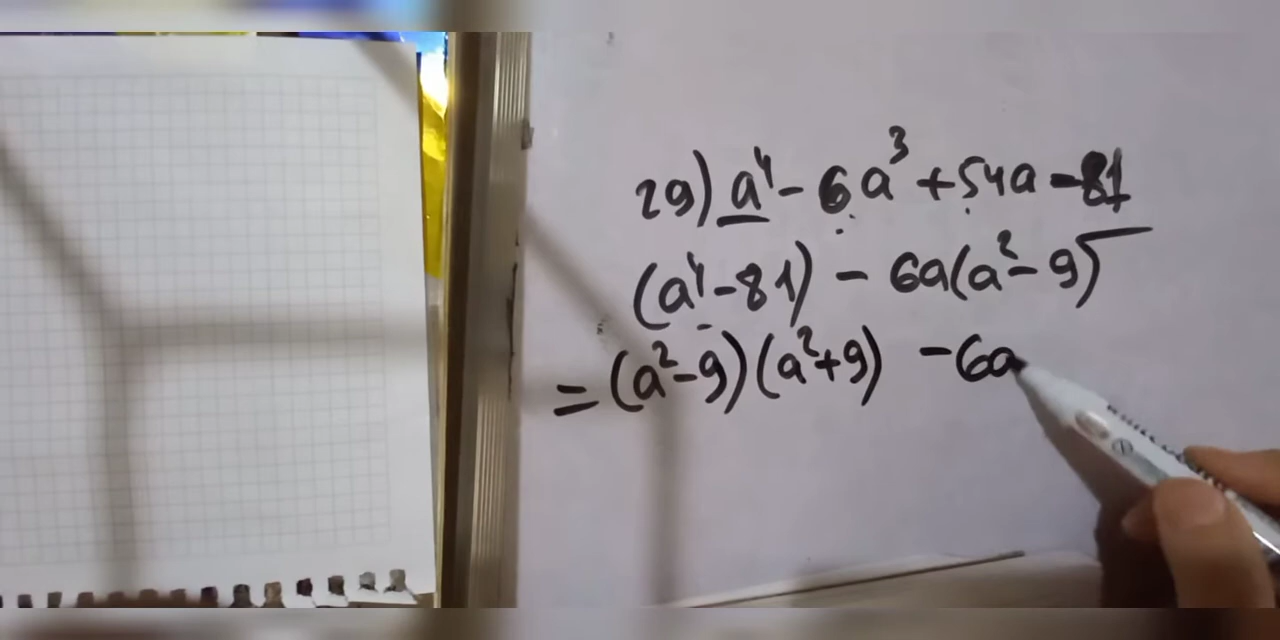 29) a⁴ - 6a³ + 54a - 81
(a⁴ - 81) - 6a(a² - 9)
= (a² - 9)(a² + 9) - 6a